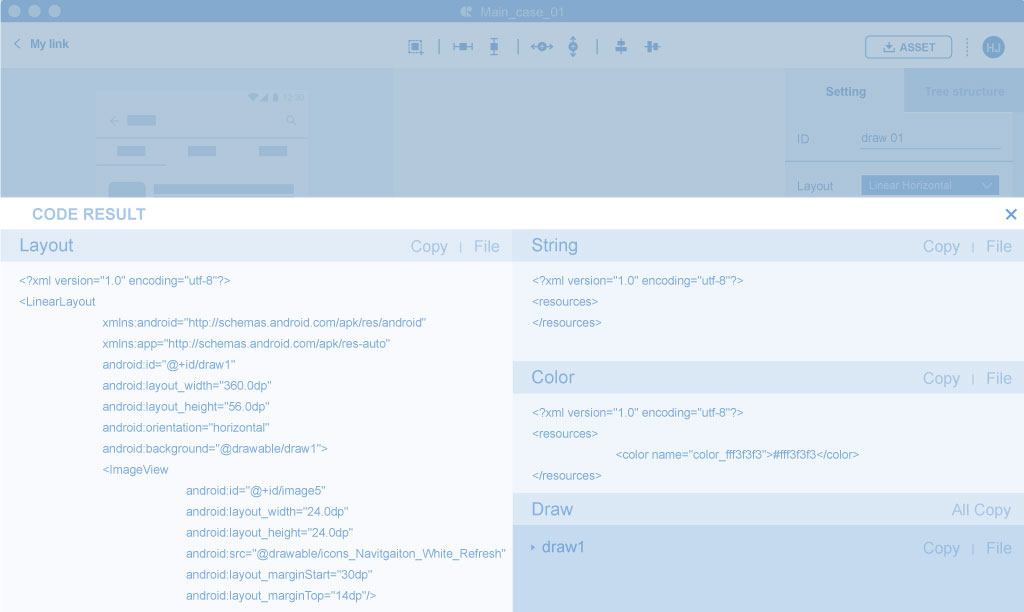 Main_case_01
My link
ASSET
HJ
12:30
Setting
Tree structure
ID
draw 01
Layout
Linear Horizontal
CODE RESULT
Layout
Copy | File
<?xml version="1.0" encoding="utf-8"?>
<LinearLayout
xmlns:android="http://schemas.android.com/apk/res/android"
xmlns:app="http://schemas.android.com/apk/res-auto"
android:id="@+id/draw1"
android:layout_width="360.0dp"
android:layout_height="56.0dp"
android:orientation="horizontal"
android:background="@drawable/draw1">
<ImageView
android:id="@+id/image5"
android:layout_width="24.0dp"
android:layout_height="24.0dp"
android:src="@drawable/icons_Navitgaiton_White_Refresh"
android:layout_marginStart="30dp"
android:layout_marginTop="14dp"/>
String
Copy | File
<?xml version="1.0" encoding="utf-8"?>
<resources>
</resources>
Color
Copy | File
<?xml version="1.0" encoding="utf-8"?>
<resources>
<color name="color_fff3f3f3">#fff3f3f3</color>
</resources>
Draw
All Copy
draw1
Copy | File